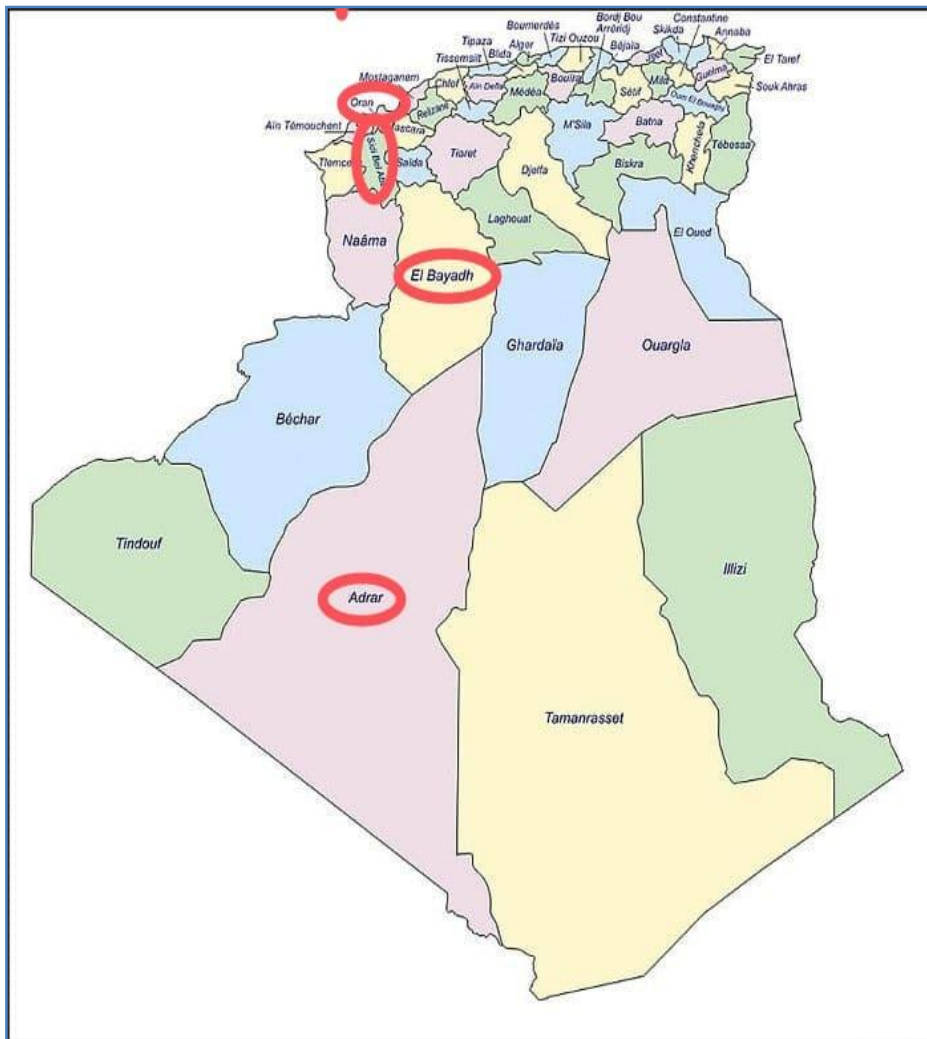 Constantine
Bordj Bou
Arréridj
Skikda
Boumerdès
Annaba
Tizi Ouzou
Tipaza
Alger
Blida
Béjaïa
Jijel
El Taref
Tissemsilt
Bouira
Mila
Guelma
Mostaganem
Chlef
Aïn Defla
Médéa
Sétif
Souk Ahras
Oum El Bouaghi
Oran
Relizane
M'Sila
Batna
Aïn Témouchent
Mascara
Khenchela
Tébessa
Tlemcen
Sidi Bel Abbès
Saïda
Tiaret
Djelfa
Biskra
Laghouat
Naâma
El Oued
El Bayadh
Ghardaïa
Ouargla
Béchar
Tindouf
Illizi
Adrar
Tamanrasset